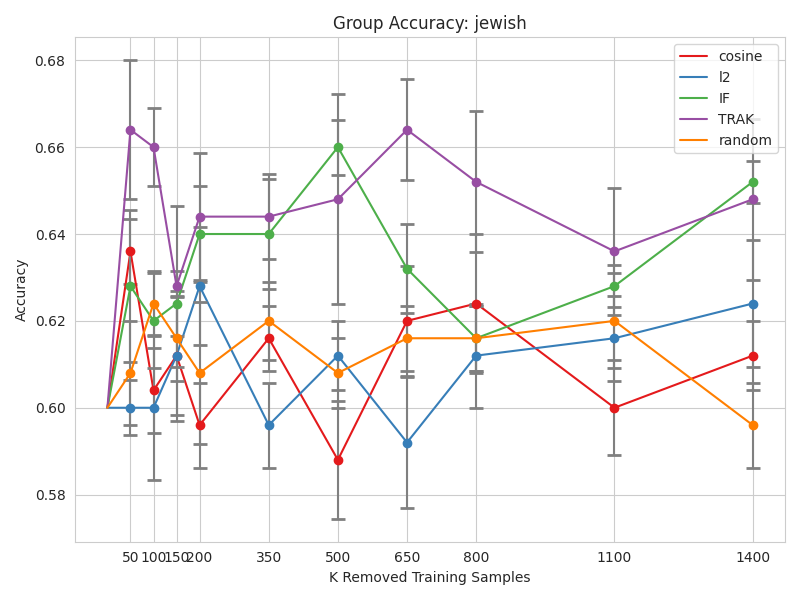 Group Accuracy: jewish
cosine
l2
IF
TRAK
random
Accuracy
0.68
0.66
0.64
0.62
0.60
0.58
50 100 150 200 350 500 650 800 1100 1400
K Removed Training Samples